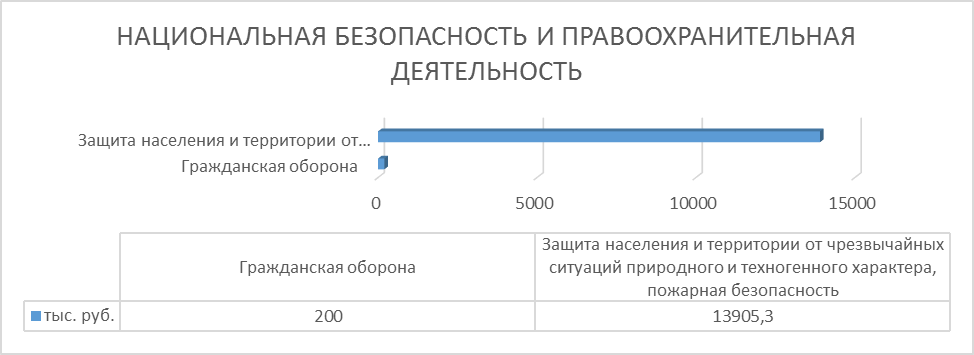 НАЦИОНАЛЬНАЯ БЕЗОПАСНОСТЬ И ПРАВООХРАНИТЕЛЬНАЯ
ДЕЯТЕЛЬНОСТЬ
Защита населения и территории от...
Гражданская оборона
0 5000 10000 15000
Гражданская оборона
Защита населения и территории от чрезвычайных
ситуаций природного и техногенного характера,
пожарная безопасность
тыс. руб. 200 13905,3